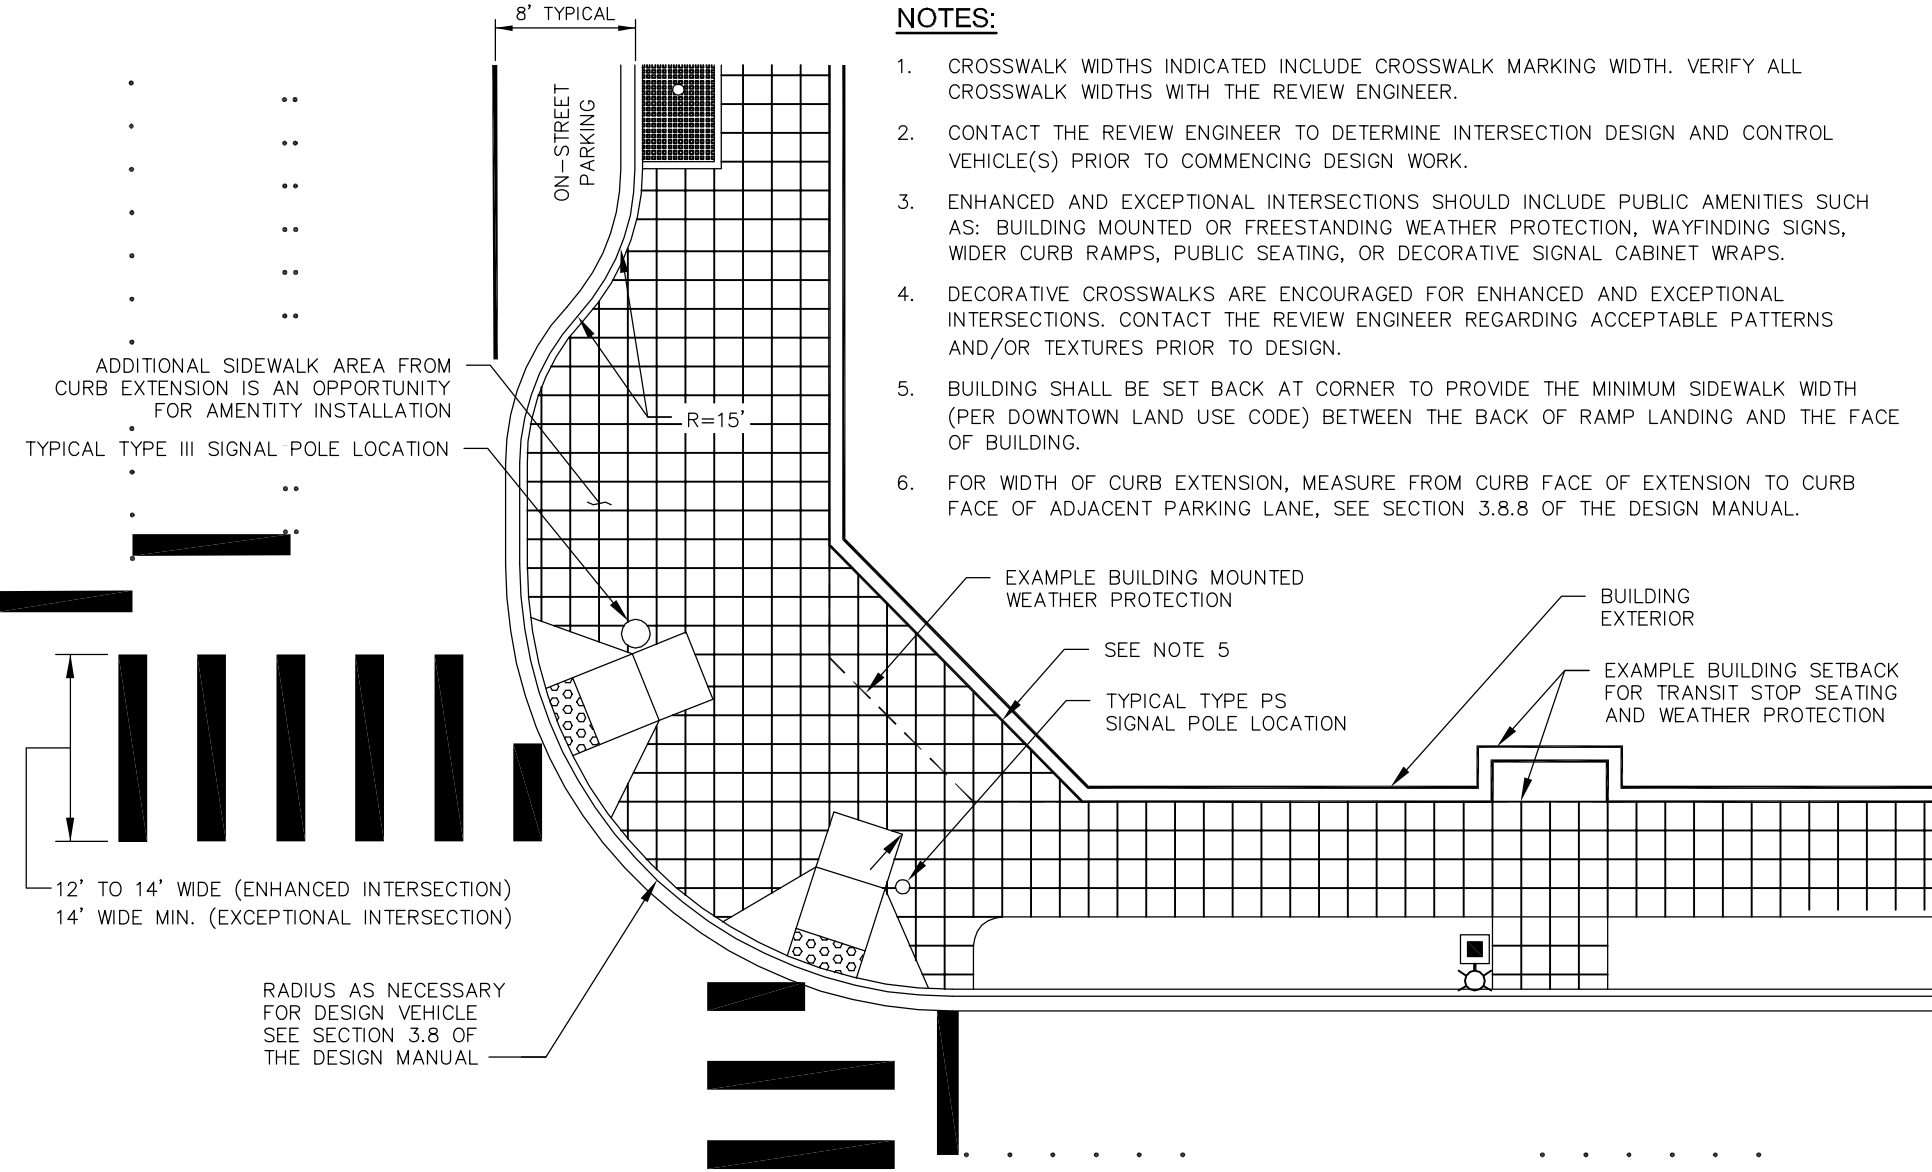 8' TYPICAL
ON-STREET
PARKING
NOTES:
1. CROSSWALK WIDTHS INDICATED INCLUDE CROSSWALK MARKING WIDTH. VERIFY ALL
CROSSWALK WIDTHS WITH THE REVIEW ENGINEER.
2. CONTACT THE REVIEW ENGINEER TO DETERMINE INTERSECTION DESIGN AND CONTROL
VEHICLE(S) PRIOR TO COMMENCING DESIGN WORK.
3. ENHANCED AND EXCEPTIONAL INTERSECTIONS SHOULD INCLUDE PUBLIC AMENITIES SUCH
AS: BUILDING MOUNTED OR FREESTANDING WEATHER PROTECTION, WAYFINDING SIGNS,
WIDER CURB RAMPS, PUBLIC SEATING, OR DECORATIVE SIGNAL CABINET WRAPS.
4. DECORATIVE CROSSWALKS ARE ENCOURAGED FOR ENHANCED AND EXCEPTIONAL
INTERSECTIONS. CONTACT THE REVIEW ENGINEER REGARDING ACCEPTABLE PATTERNS
AND/OR TEXTURES PRIOR TO DESIGN.
5. BUILDING SHALL BE SET BACK AT CORNER TO PROVIDE THE MINIMUM SIDEWALK WIDTH
(PER DOWNTOWN LAND USE CODE) BETWEEN THE BACK OF RAMP LANDING AND THE FACE
OF BUILDING.
6. FOR WIDTH OF CURB EXTENSION, MEASURE FROM CURB FACE OF EXTENSION TO CURB
FACE OF ADJACENT PARKING LANE, SEE SECTION 3.8.8 OF THE DESIGN MANUAL.
ADDITIONAL SIDEWALK AREA FROM
CURB EXTENSION IS AN OPPORTUNITY
FOR AMENTITY INSTALLATION
R=15'
TYPICAL TYPE III SIGNAL POLE LOCATION
EXAMPLE BUILDING MOUNTED
WEATHER PROTECTION
BUILDING
EXTERIOR
SEE NOTE 5
EXAMPLE BUILDING SETBACK
FOR TRANSIT STOP SEATING
AND WEATHER PROTECTION
TYPICAL TYPE PS
SIGNAL POLE LOCATION
12' TO 14' WIDE (ENHANCED INTERSECTION)
14' WIDE MIN. (EXCEPTIONAL INTERSECTION)
RADIUS AS NECESSARY
FOR DESIGN VEHICLE
SEE SECTION 3.8 OF
THE DESIGN MANUAL